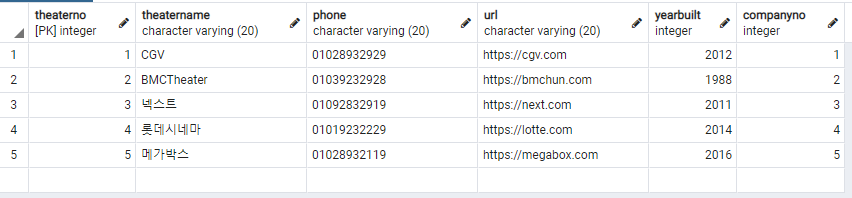 theaterno theatername phone url yearbuilt companyno
[PK] integer character varying (20) character varying (20) character varying (20) integer integer
1 1 CGV 01028932929 https://cgv.com 2012 1
2 2 BMCTheater 01039232928 https://bmchun.com 1988 2
3 3 넥스트 01092832919 https://next.com 2011 3
4 4 롯데시네마 01019232229 https://lotte.com 2014 4
5 5 메가박스 01028932119 https://megabox.com 2016 5